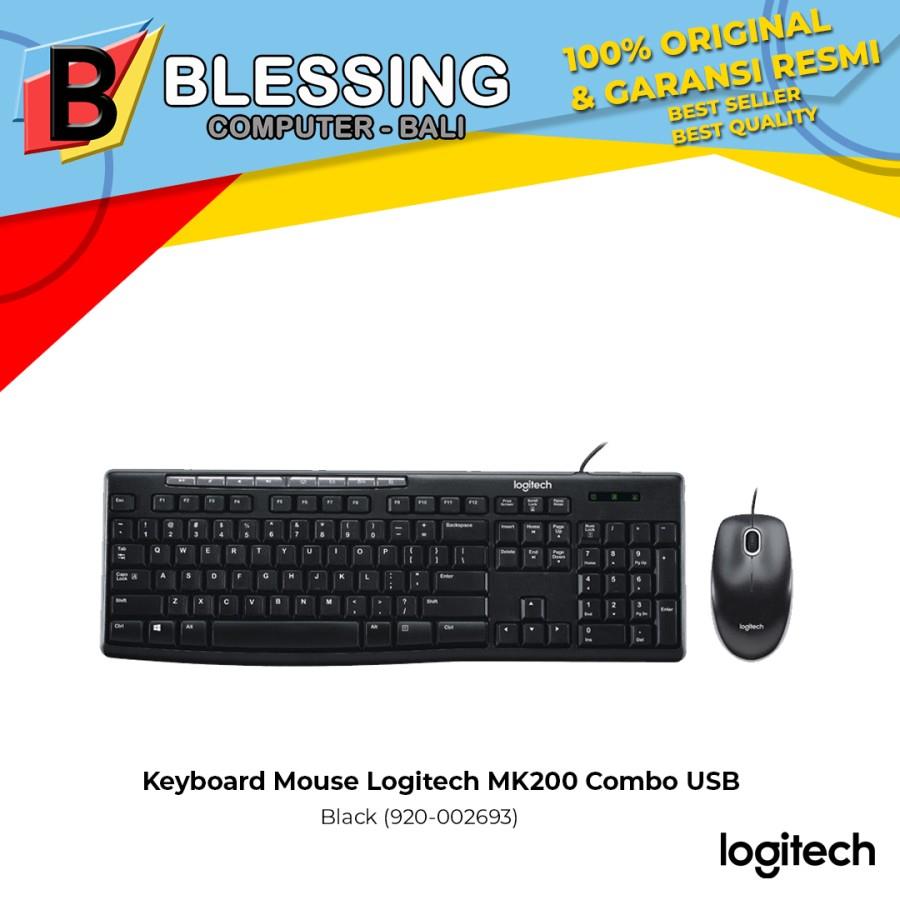 B BLESSING
COMPUTER - BALI
100% ORIGINAL
& GARANSI RESMI
BEST SELLER
BEST QUALITY
logitech
logitech
Keyboard Mouse Logitech MK200 Combo USB
Black (920-002693)
logitech